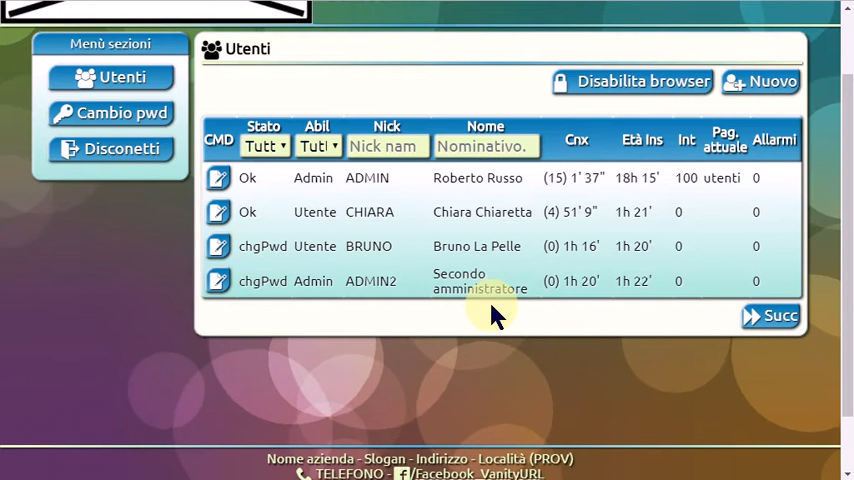 Menù sezioni
Utenti
Cambio pwd
Disconetti
Utenti
Disabilita browser
Nuovo
CMD Stato Abil Nick Nome Cnx Età Ins Int Pag. attuale Allarmi
Tutt Tutt Nick nam Nominativo.
Ok Admin ADMIN Roberto Russo (15) 1' 37" 18h 15' 100 utenti 0
Ok Utente CHIARA Chiara Chiaretta (4) 51' 9" 1h 21' 0 0
chgPwd Utente BRUNO Bruno La Pelle (0) 1h 16' 1h 20' 0 0
chgPwd Admin ADMIN2 Secondo amministratore (0) 1h 20' 1h 22' 0 0
Succ
Nome azienda - Slogan - Indirizzo - Località (PROV)
TELEFONO - /Facebook_VanityURL